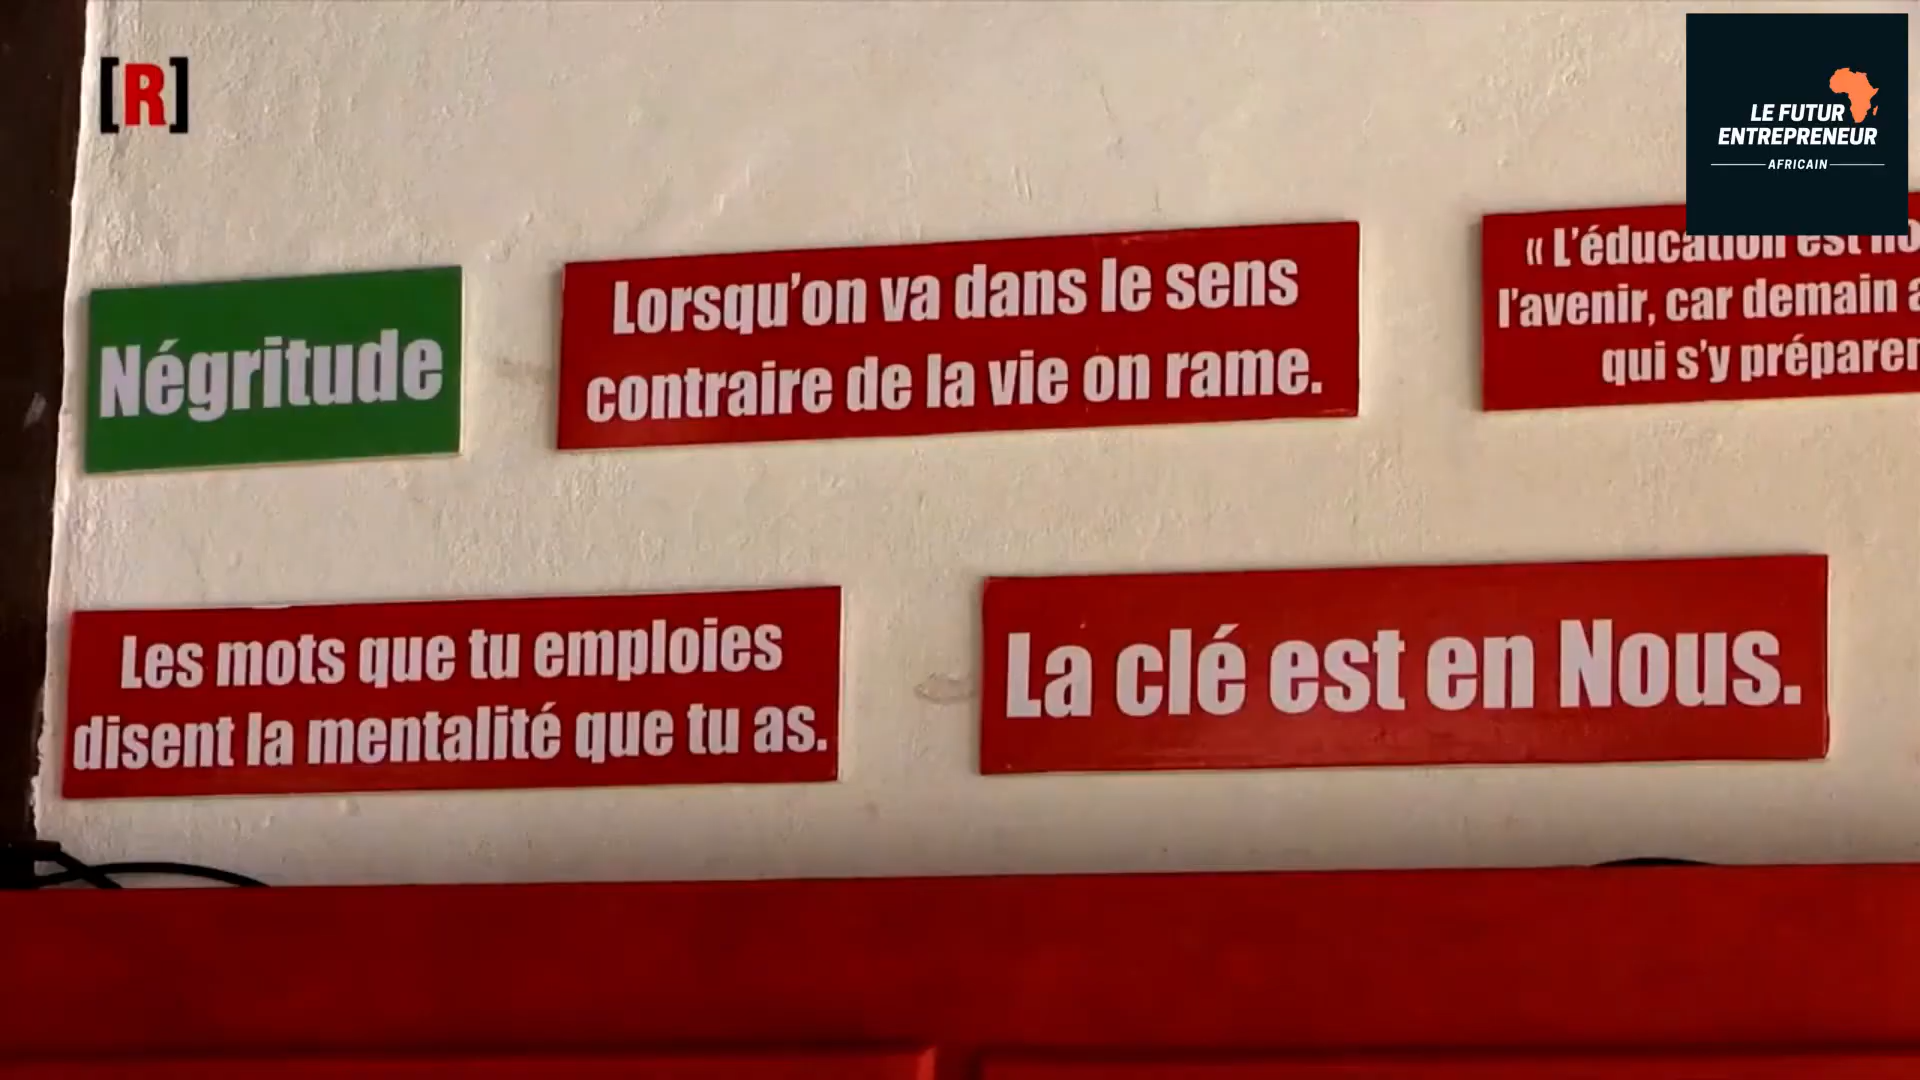 [R]
LE FUTUR
ENTREPRENEUR
AFRICAIN
Négritude
Lorsqu'on va dans le sens
contraire de la vie on rame.
« L'éducation est
l'avenir, car demain
qui s'y préparer
Les mots que tu emploies
disent la mentalité que tu as.
La clé est en Nous.